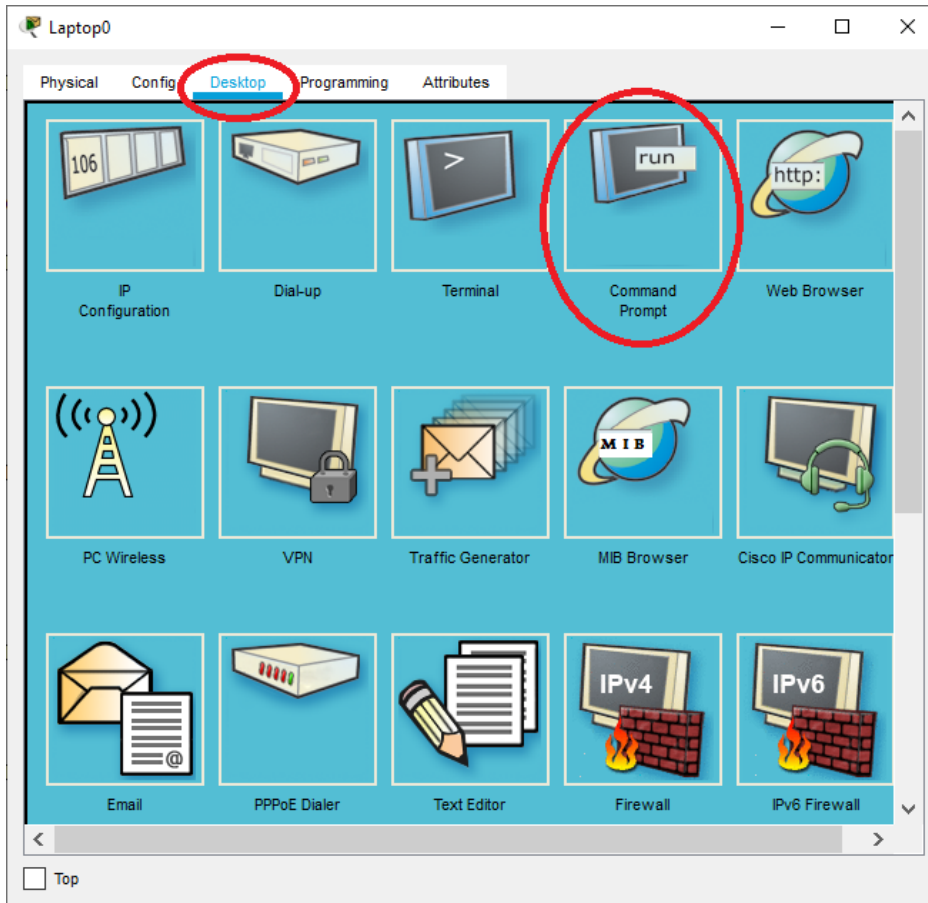 Laptop0
Physical Config Desktop Programming Attributes
106
>
run
http:
IP
Configuration
Dial-up
Terminal
Command
Prompt
Web Browser
MIB
PC Wireless
VPN
Traffic Generator
MIB Browser
Cisco IP Communicator
@
IPv4
IPv6
Email
PPPoE Dialer
Text Editor
Firewall
IPv6 Firewall
Top